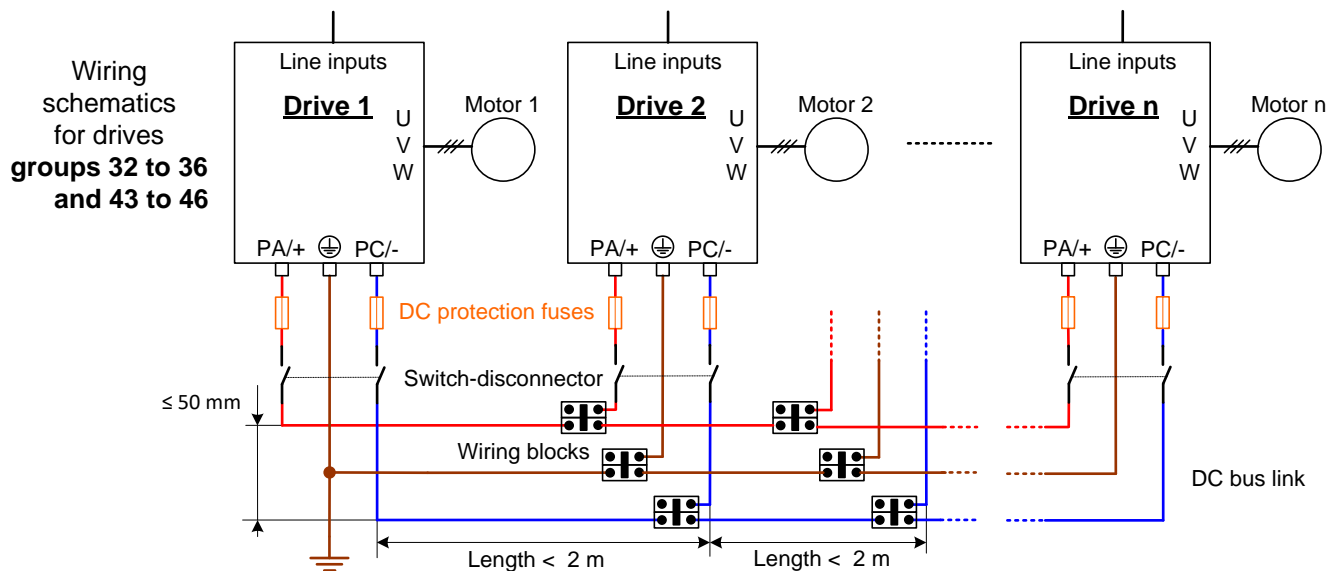 Wiring
schematics
for drives
groups 32 to 36
and 43 to 46
Line inputs
Drive 1
U
V
W
Motor 1
PA/+
PC/-
Line inputs
Drive 2
U
V
W
Motor 2
PA/+
PC/-
Line inputs
Drive n
U
V
W
Motor n
PA/+
PC/-
DC protection fuses
Switch-disconnector
≤ 50 mm
Wiring blocks
DC bus link
Length < 2 m
Length < 2 m